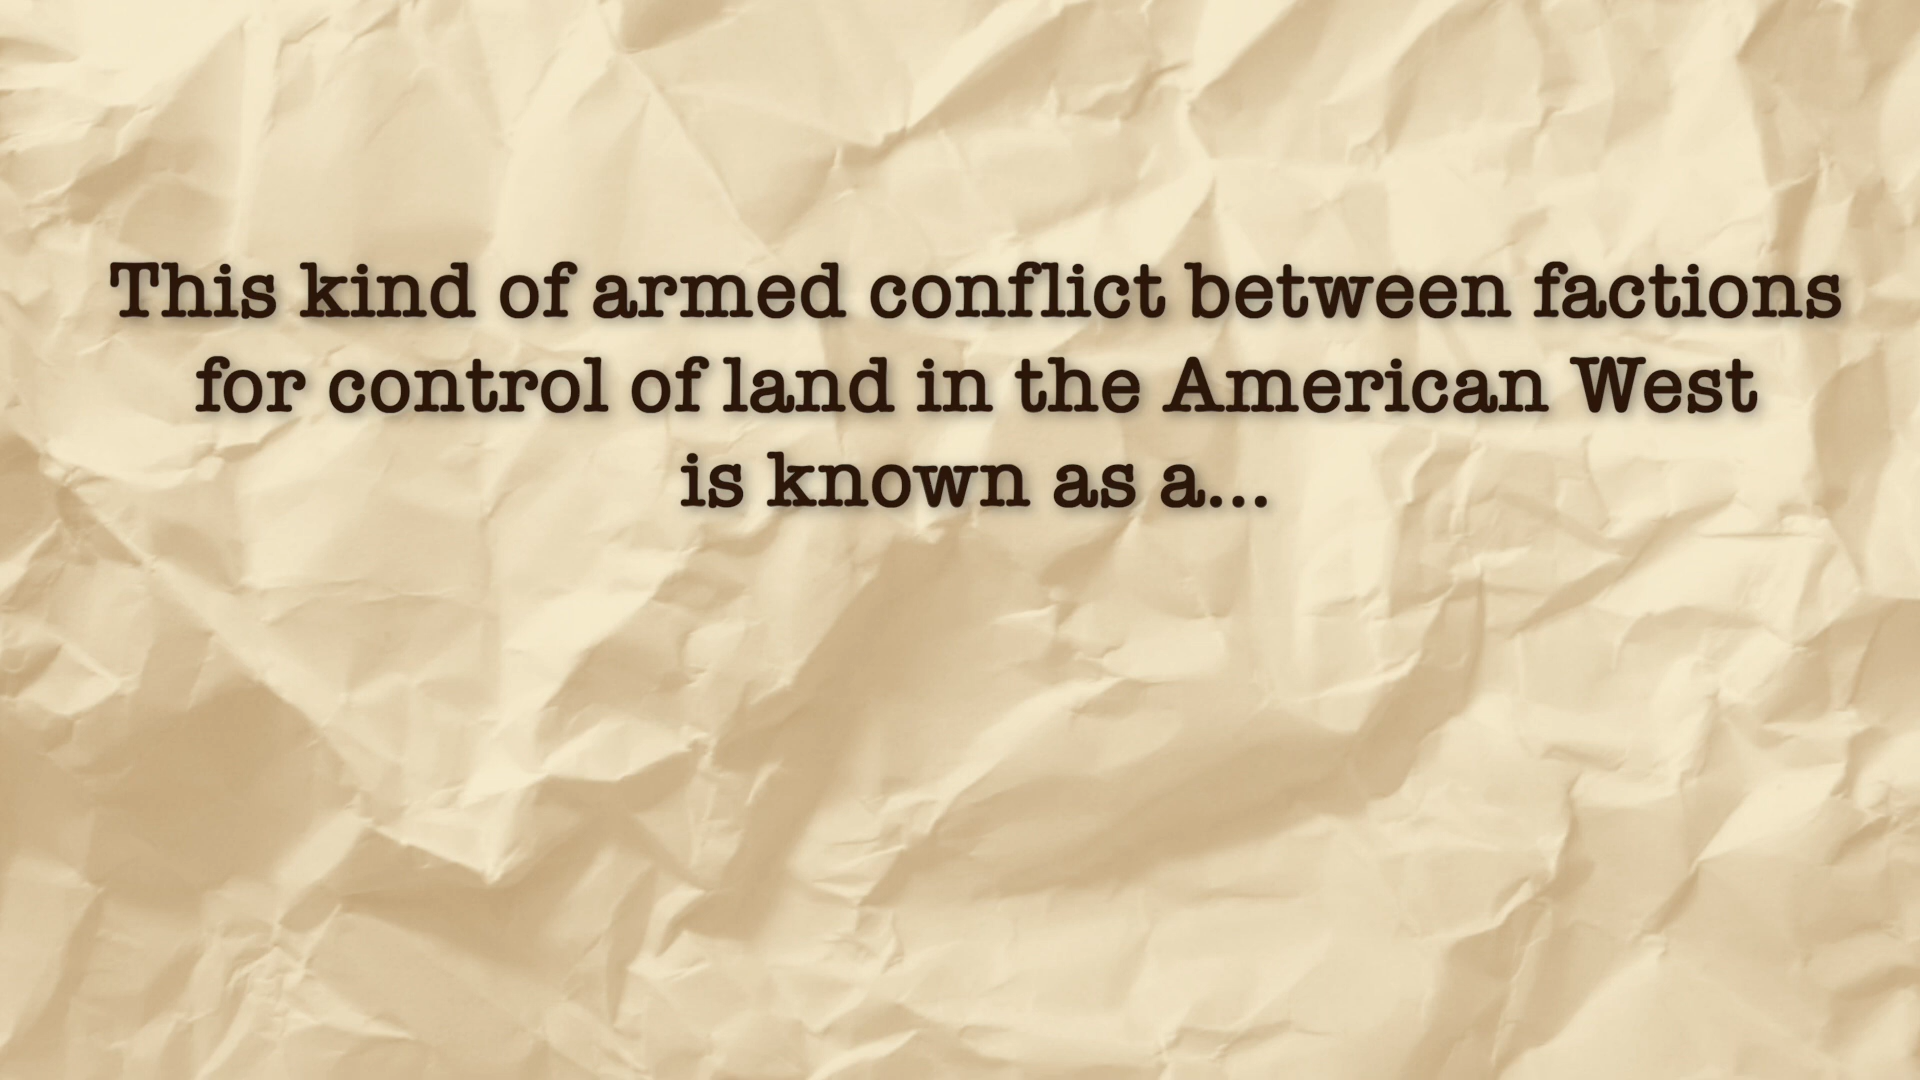 This kind of armed conflict between factions
for control of land in the American West
is known as a...